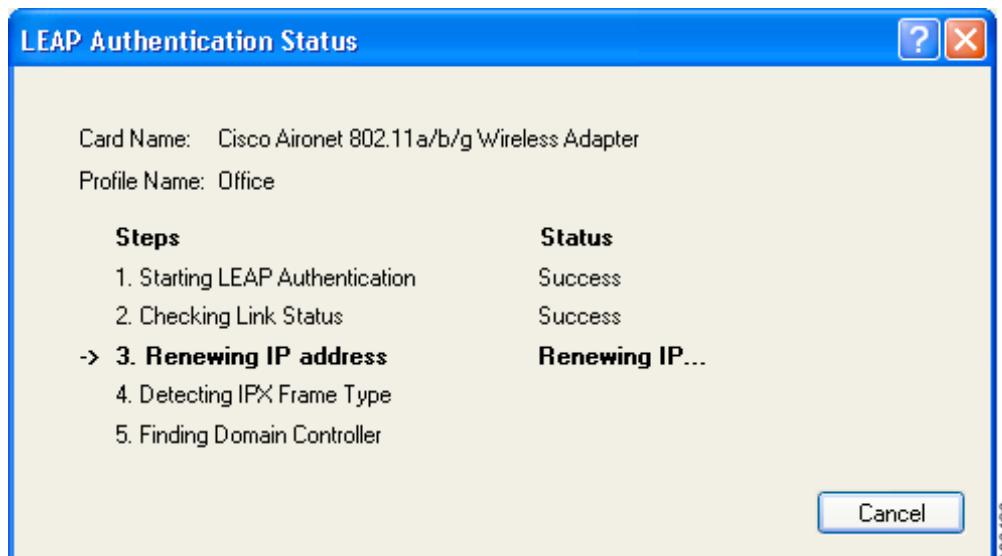 LEAP Authentication Status
Card Name: Cisco Aironet 802.11a/b/g Wireless Adapter
Profile Name: Office
Steps Status
1. Starting LEAP Authentication Success
2. Checking Link Status Success
-> 3. Renewing IP address Renewing IP...
4. Detecting IPX Frame Type
5. Finding Domain Controller
Cancel